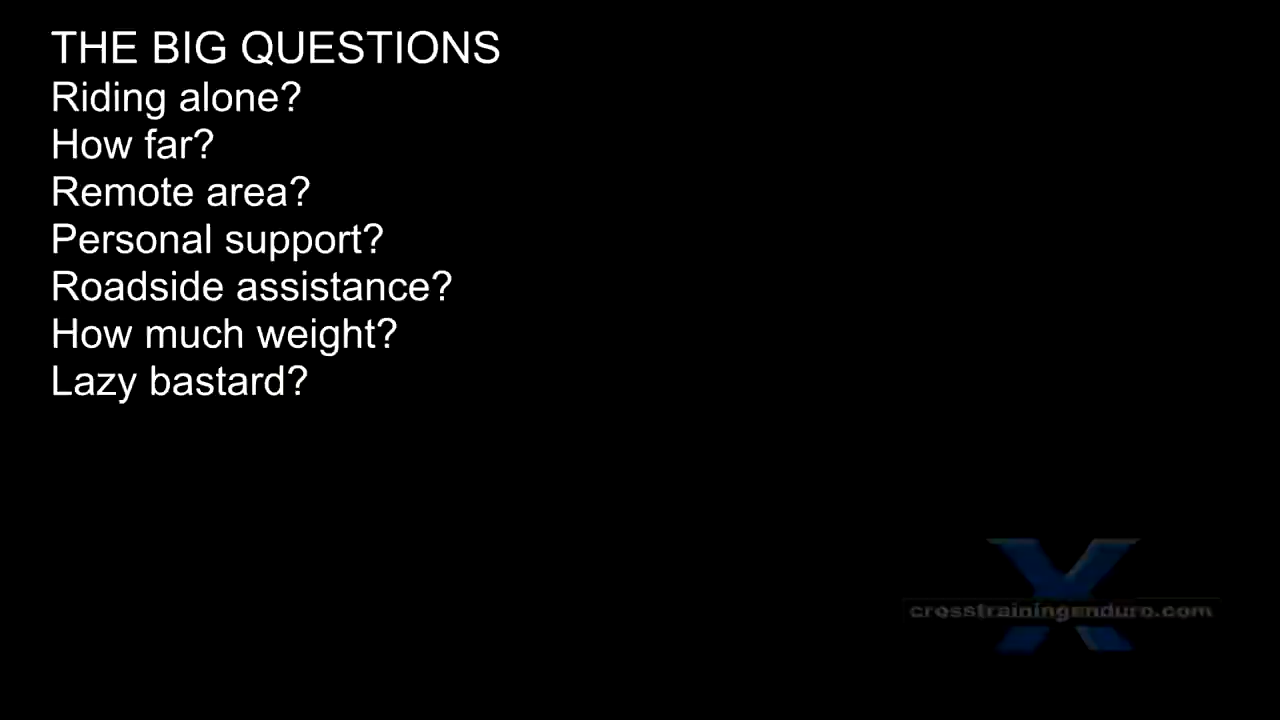 THE BIG QUESTIONS
Riding alone?
How far?
Remote area?
Personal support?
Roadside assistance?
How much weight?
Lazy bastard?
crosstrainingenduro.com